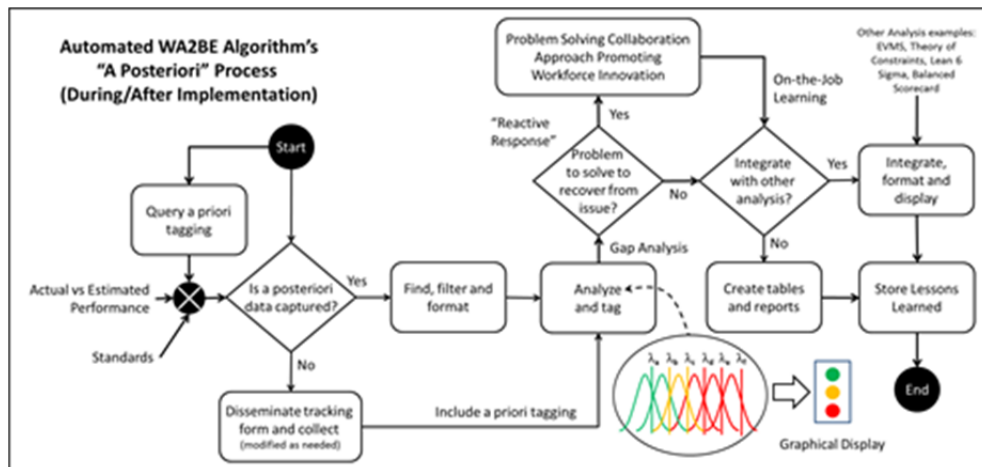 Automated WA2BE Algorithm's
"A Posteriori" Process
(During/After Implementation)
Start
Query a priori
tagging
Actual vs Estimated
Performance
Standards
Is a posteriori
data captured?
Yes
No
Find, filter and
format
Disseminate tracking
form and collect
(modified as needed)
Include a priori tagging
Analyze
and tag
Gap Analysis
"Reactive
Response"
Problem
to solve to
recover from
issue?
Yes
No
Problem Solving Collaboration
Approach Promoting
Workforce Innovation
On-the-Job
Learning
Integrate
with other
analysis?
Yes
No
Other Analysis examples:
EVMS, Theory of
Constraints, Lean 6
Sigma, Balanced
Scorecard
Integrate,
format and
display
Create tables
and reports
Store Lessons
Learned
End
Graphical Display